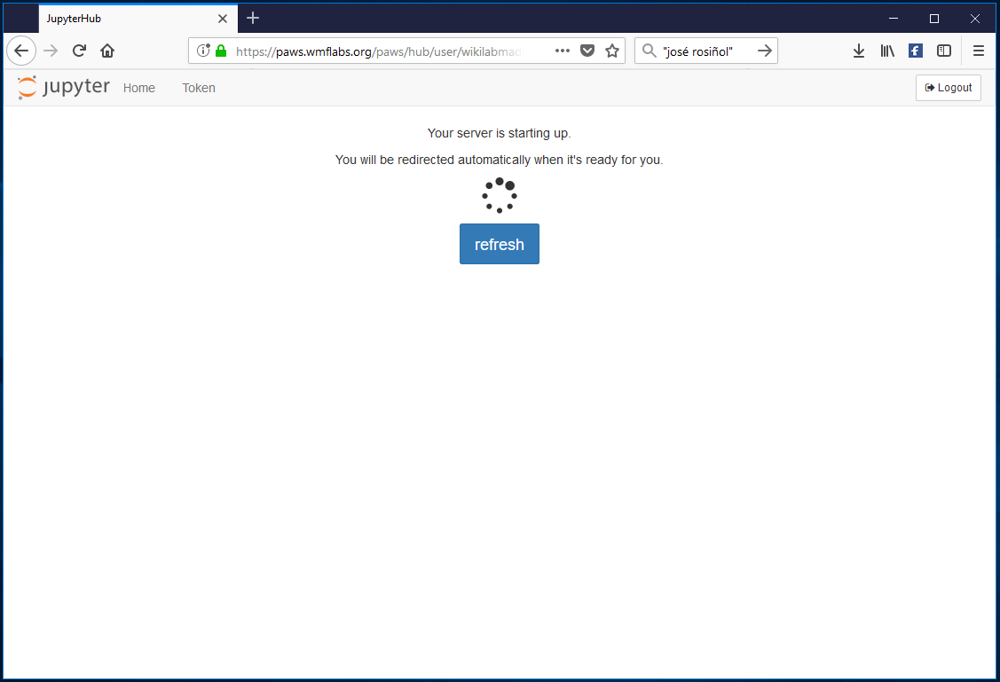 JupyterHub
https://paws.wmflabs.org/paws/hub/user/wikilabmad
"josé rosiñol"
jupyter Home Token Logout
Your server is starting up.
You will be redirected automatically when it's ready for you.
refresh